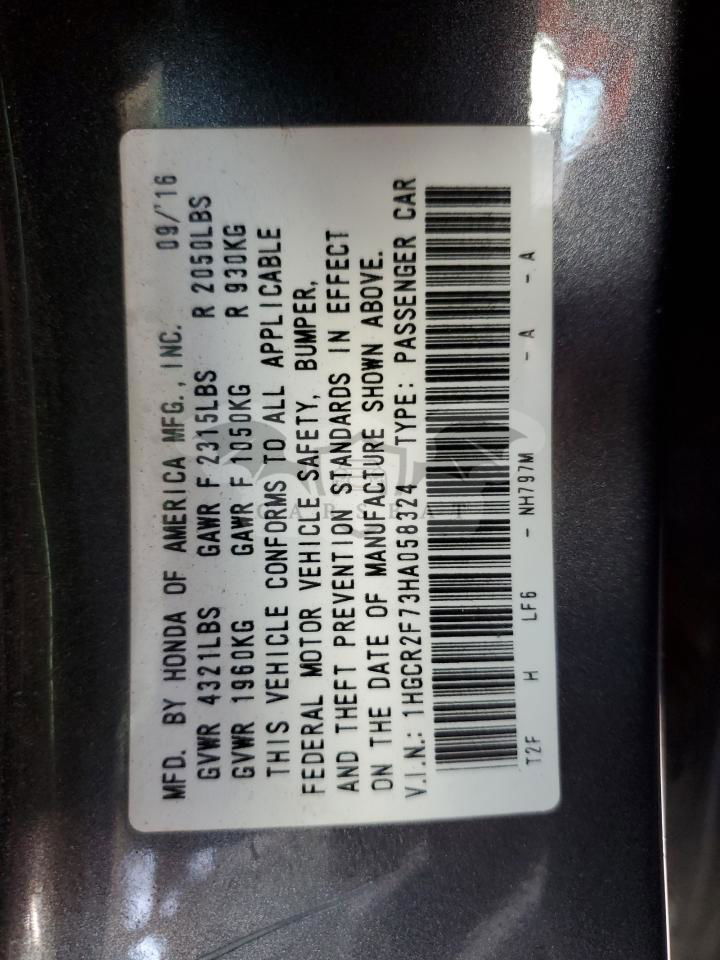 MFD. BY HONDA OF AMERICA MFG., INC. 09/'16
GVWR 4321LBS GAWR F 2315LBS R 2050LBS
GVWR 1960KG GAWR F 1050KG R 930KG
THIS VEHICLE CONFORMS TO ALL APPLICABLE
FEDERAL MOTOR VEHICLE SAFETY, BUMPER,
AND THEFT PREVENTION STANDARDS IN EFFECT
ON THE DATE OF MANUFACTURE SHOWN ABOVE.
V.I.N.: 1HGCR2F73HA058324 TYPE: PASSENGER CAR
T2F H LF6 - NH797M - A - A